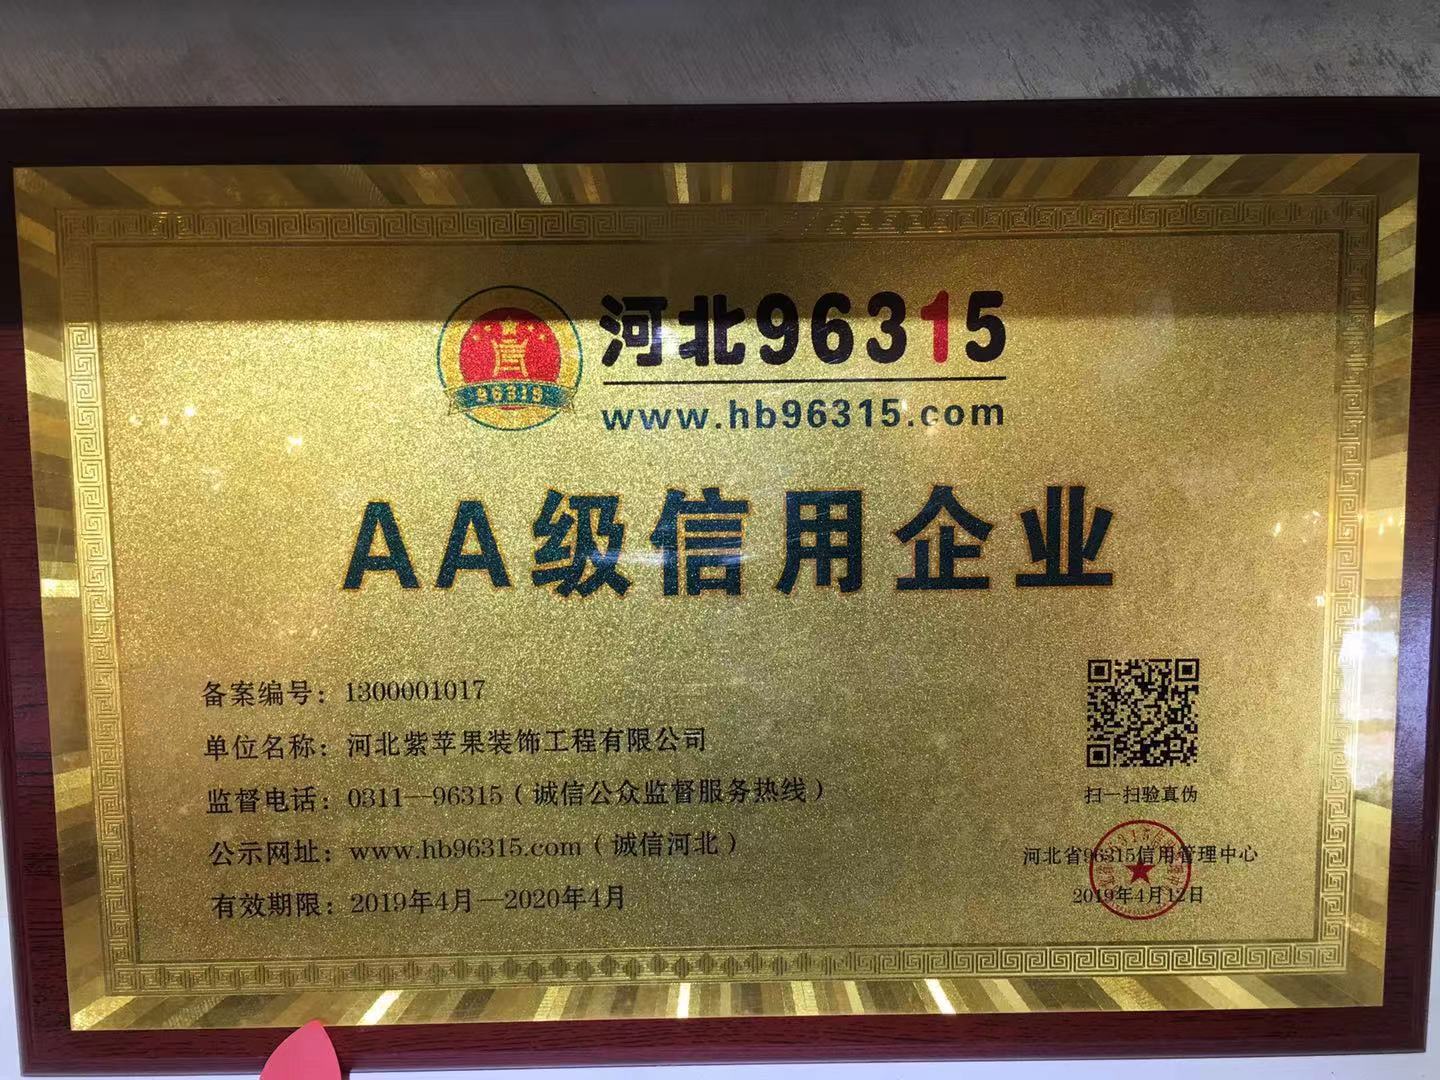 信
96315
河北96315
www.hb96315.com
AA级信用企业
备案编号：1300001017
单位名称：河北紫苹果装饰工程有限公司
监督电话：0311—96315（诚信公众监督服务热线）
公示网址：www.hb96315.com（诚信河北）
有效期限：2019年4月—2020年4月
扫一扫验真伪
河北省96315信用管理中心
2019年4月12日